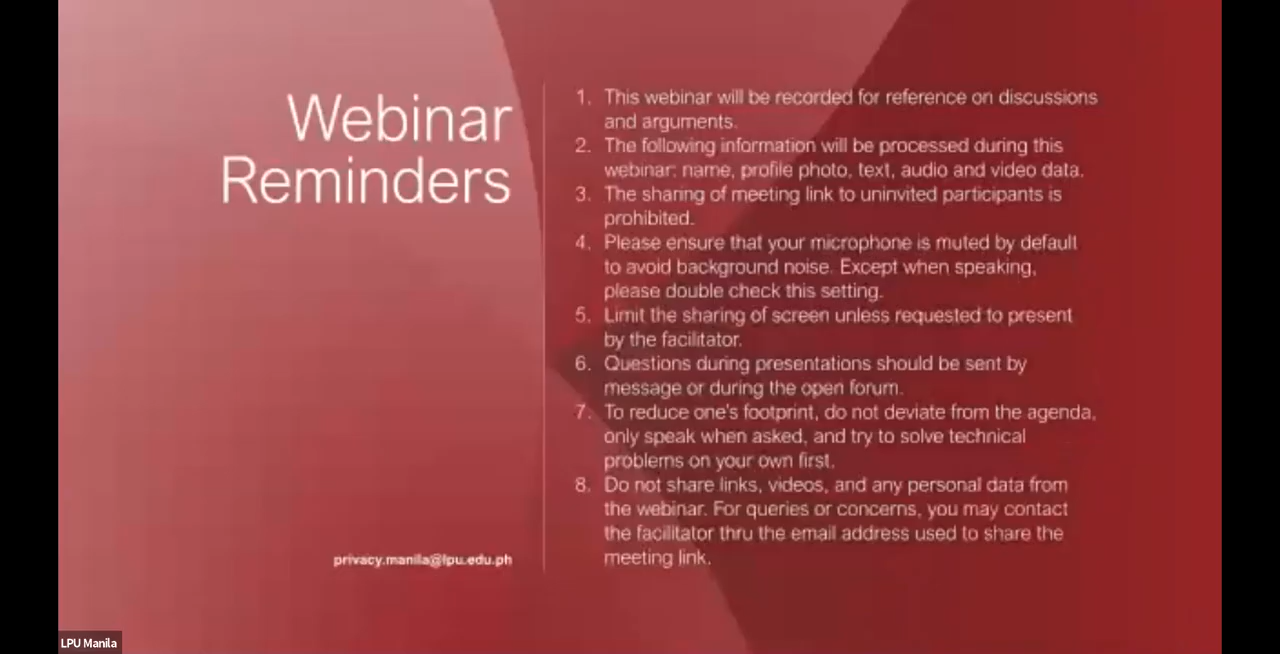 Webinar
Reminders
privacy.manila@lpu.edu.ph
1. This webinar will be recorded for reference on discussions
and arguments.
2. The following information will be processed during this
webinar: name, profile photo, text, audio and video data.
3. The sharing of meeting link to uninvited participants is
prohibited.
4. Please ensure that your microphone is muted by default
to avoid background noise. Except when speaking,
please double check this setting.
5. Limit the sharing of screen unless requested to present
by the facilitator.
6. Questions during presentations should be sent by
message or during the open forum.
7. To reduce one's footprint, do not deviate from the agenda,
only speak when asked, and try to solve technical
problems on your own first.
8. Do not share links, videos, and any personal data from
the webinar. For queries or concerns, you may contact
the facilitator thru the email address used to share the
meeting link.
LPU Manila